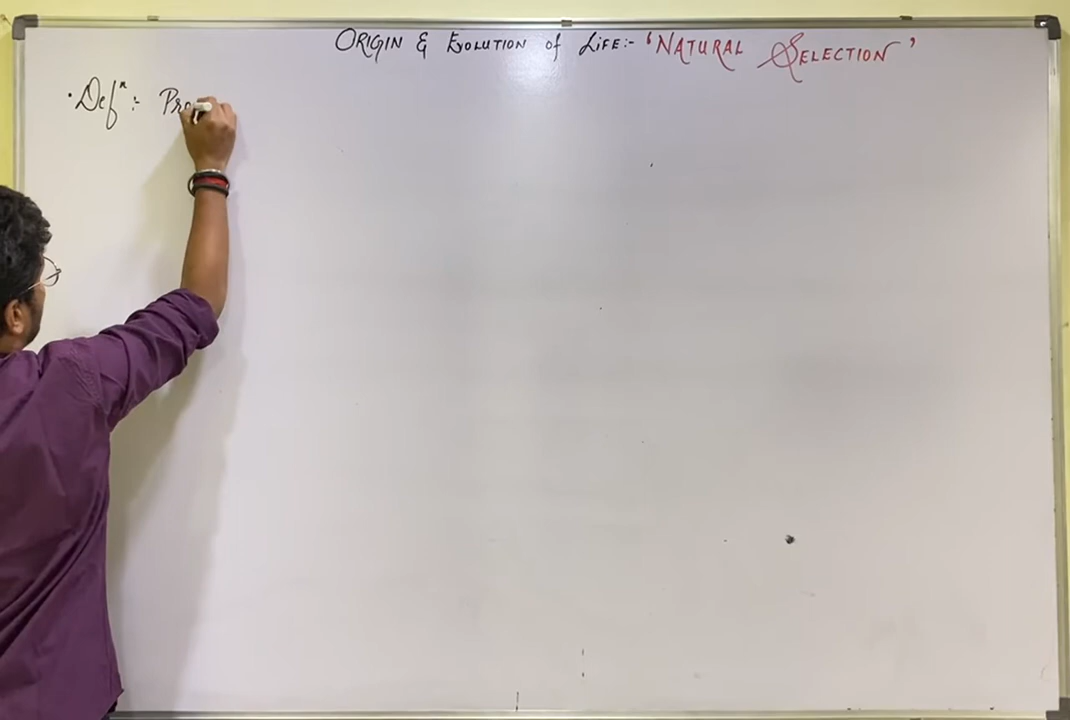 ORIGIN & EVOLUTION of LIFE:- 'NATURAL SELECTION'
• Defⁿ:- Pro